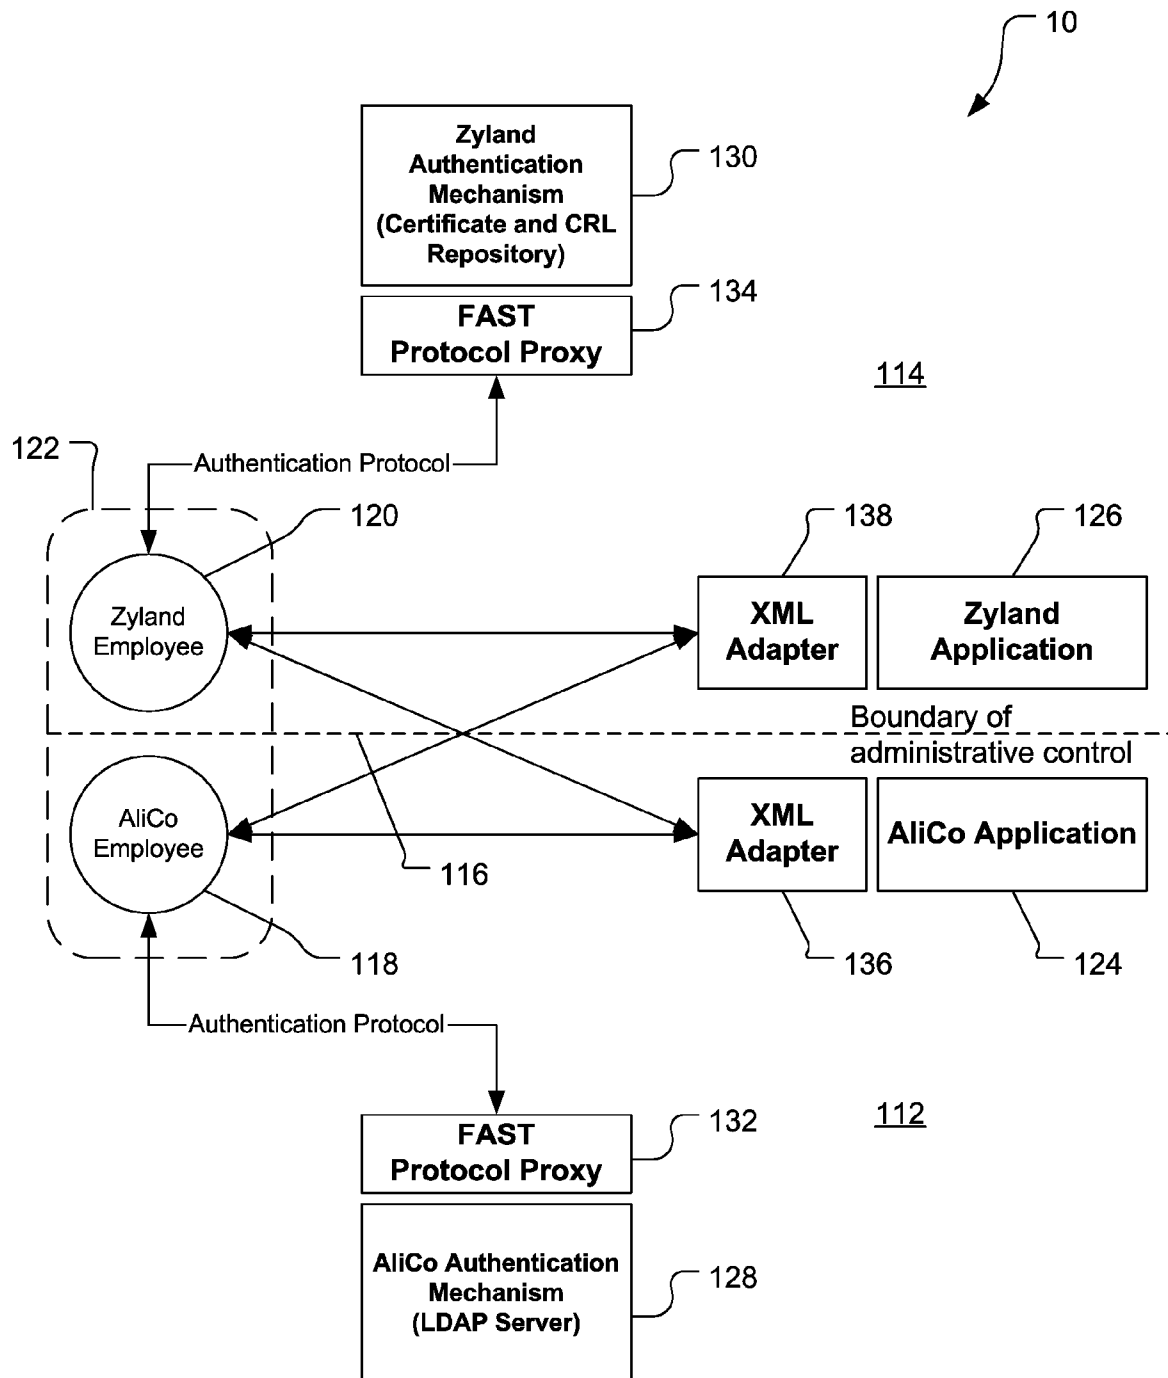 10
Zyland
Authentication
Mechanism
(Certificate and CRL
Repository)
130
FAST
Protocol Proxy
134
114
122
Authentication Protocol
120
138
126
Zyland
Employee
XML
Adapter
Zyland
Application
Boundary of
administrative control
AliCo
Employee
116
XML
Adapter
AliCo Application
118
136
124
Authentication Protocol
112
FAST
Protocol Proxy
132
AliCo Authentication
Mechanism
(LDAP Server)
128